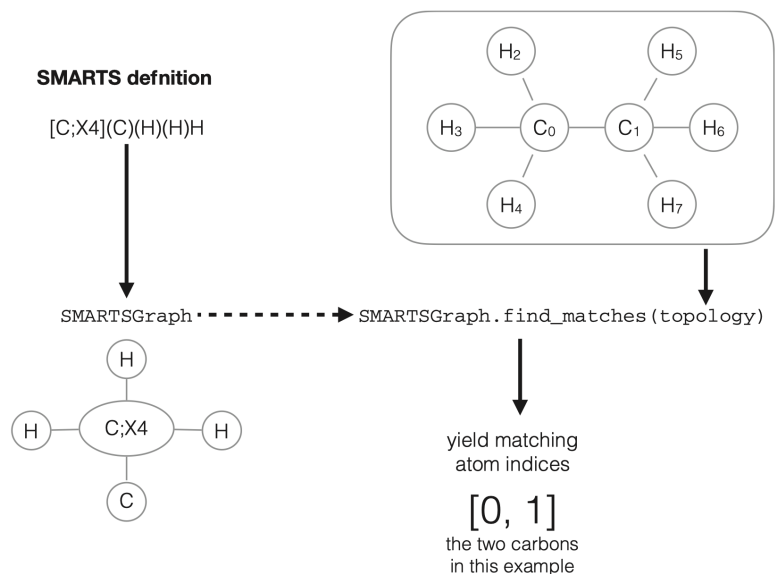 SMARTS defnition
[C;X4](C)(H)(H)H
H₂
H₅
H₃
C₀
C₁
H₆
H₄
H₇
SMARTSGraph
SMARTSGraph.find_matches(topology)
H
H
C;X4
H
C
yield matching
atom indices
[0, 1]
the two carbons
in this example